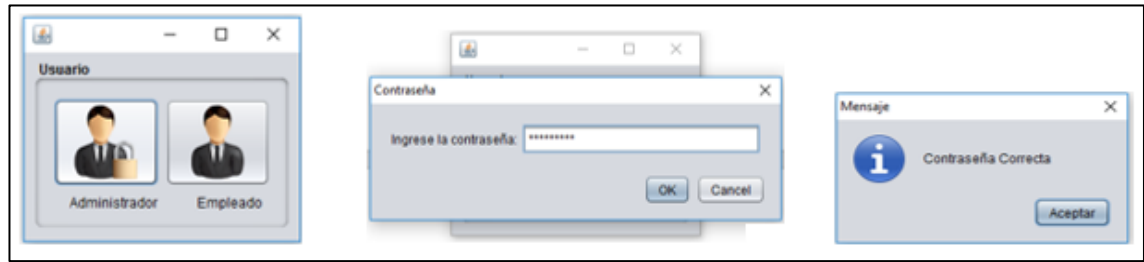 Usuario
Administrador
Empleado
Contraseña
Ingrese la contraseña: *********
OK
Cancel
Mensaje
Contraseña Correcta
Aceptar